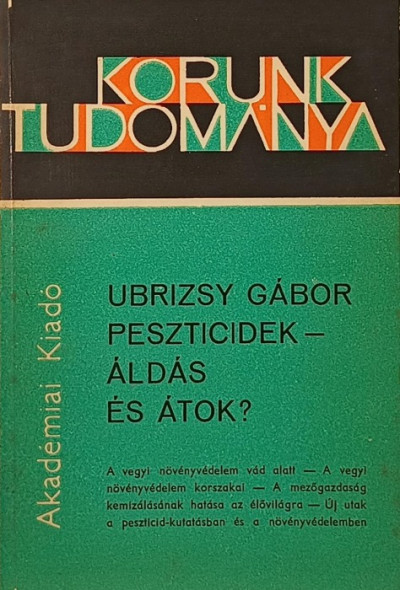 KORUNK
TUDOMÁNYA
Akadémiai Kiadó
UBRIZSY GÁBOR
PESZTICIDEK –
ÁLDÁS
ÉS ÁTOK?
A vegyi növényvédelem vád alatt — A vegyi
növényvédelem korszakai — A mezőgazdaság
kemizálásának hatása az élővilágra — Új utak
a peszticid-kutatásban és a növényvédelemben